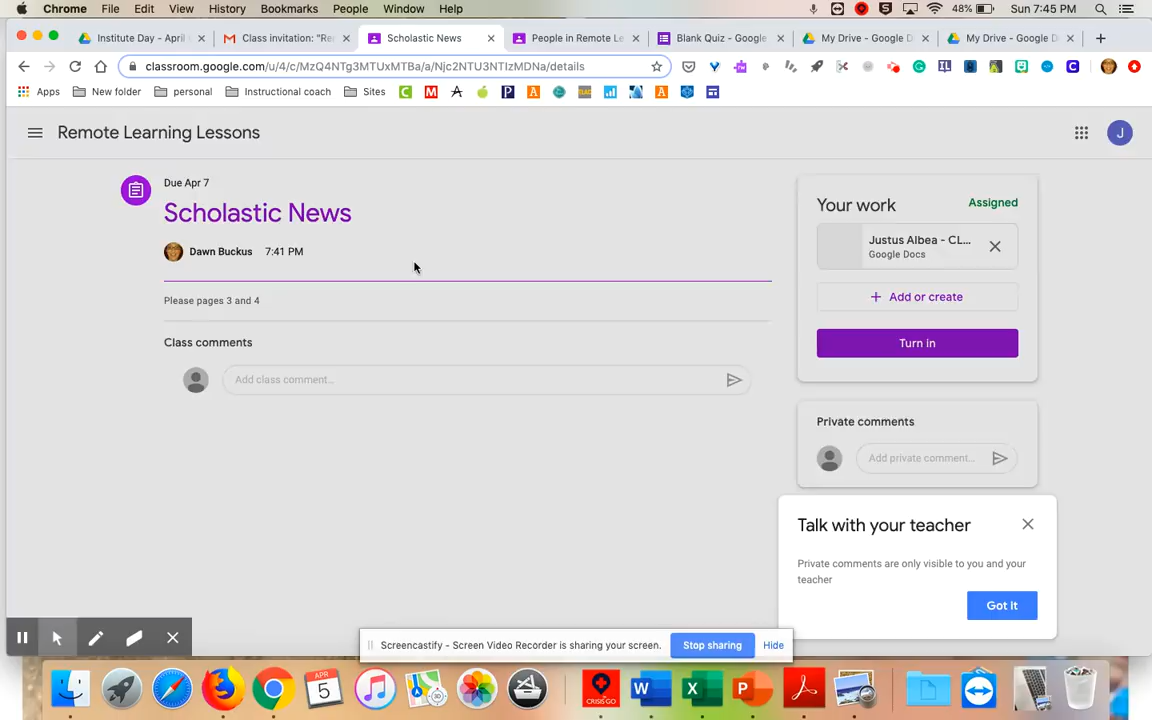 Chrome File Edit View History Bookmarks People Window Help 48% Sun 7:45 PM
Institute Day - April Class invitation: "Re Scholastic News People in Remote Le Blank Quiz - Google My Drive - Google D My Drive - Google D
classroom.google.com/u/4/c/MzQ4NTg3MTUxMTBa/a/Njc2NTU3NTIzMDNa/details
Apps New folder personal Instructional coach Sites
Remote Learning Lessons
J
Due Apr 7
Scholastic News
Dawn Buckus 7:41 PM
Please pages 3 and 4
Class comments
Add class comment...
Your work Assigned
Justus Albea - CL...
Google Docs
+ Add or create
Turn in
Private comments
Add private comment...
Talk with your teacher
Private comments are only visible to you and your
teacher
Got It
Screencastify - Screen Video Recorder is sharing your screen. Stop sharing Hide
APR
5
CRISIS GO